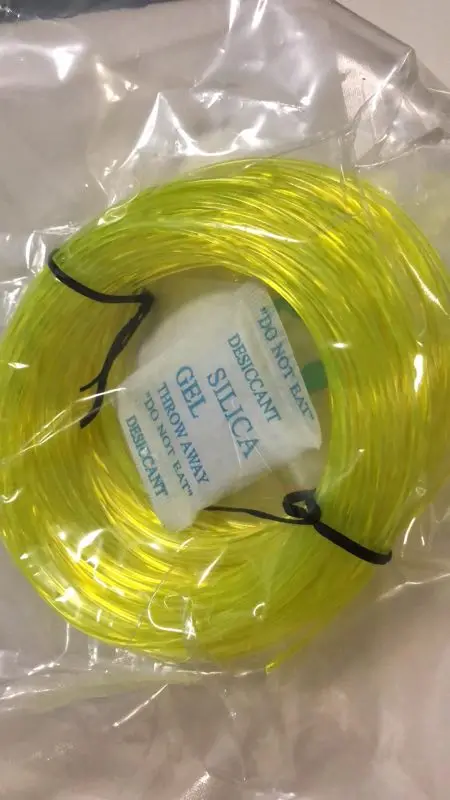 "DO NOT EAT"
DESICCANT
SILICA
GEL
THROW AWAY
"DO NOT EAT"
DESICCANT